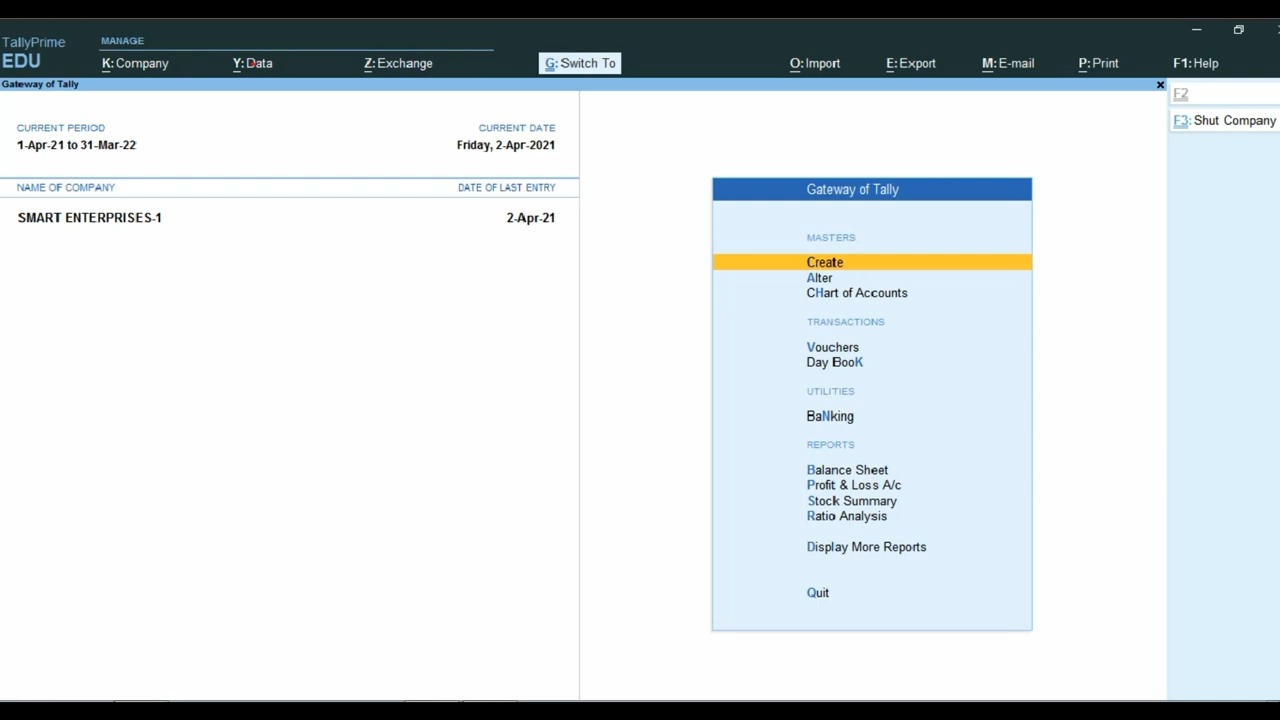 TallyPrime
EDU
MANAGE
K: Company
Y: Data
Z: Exchange
G: Switch To
O: Import
E: Export
M: E-mail
P: Print
F1: Help
Gateway of Tally
F2
F3: Shut Company
CURRENT PERIOD
1-Apr-21 to 31-Mar-22
CURRENT DATE
Friday, 2-Apr-2021
NAME OF COMPANY
DATE OF LAST ENTRY
SMART ENTERPRISES-1
2-Apr-21
Gateway of Tally
MASTERS
Create
Alter
CHart of Accounts
TRANSACTIONS
Vouchers
Day BooK
UTILITIES
BaNking
REPORTS
Balance Sheet
Profit & Loss A/c
Stock Summary
Ratio Analysis
Display More Reports
Quit